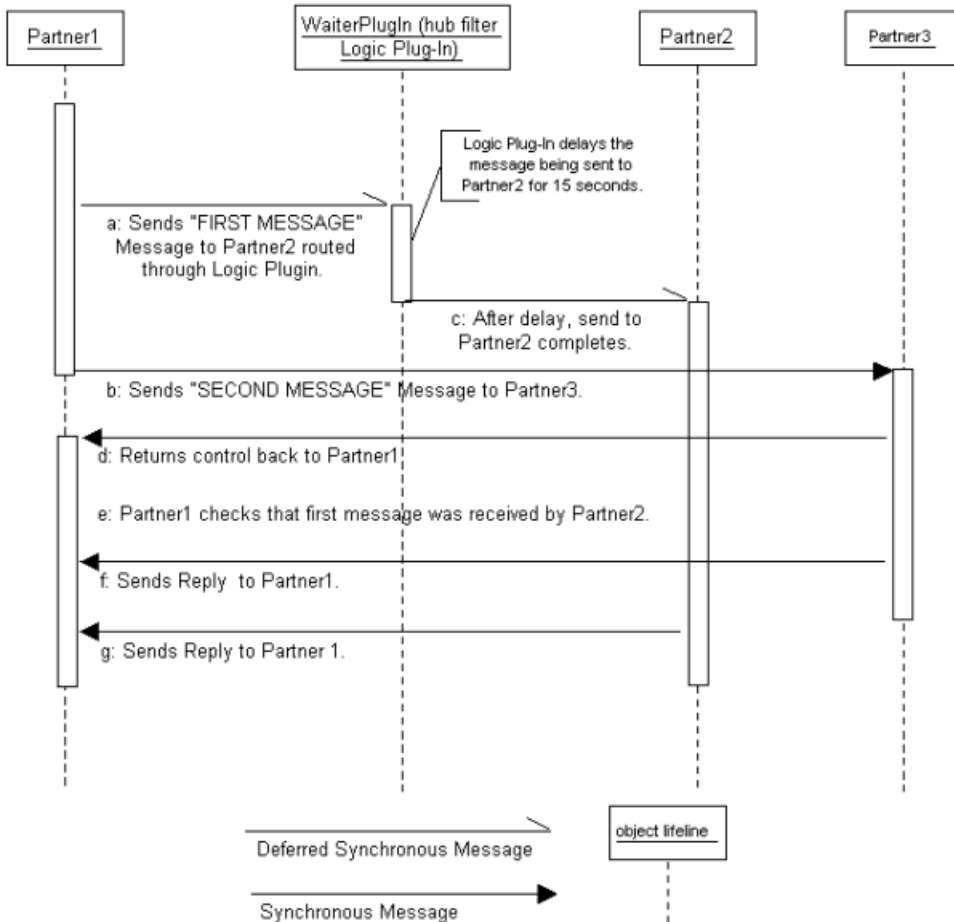 Partner1
WaiterPlugIn (hub filter
Logic Plug-In)
Partner2
Partner3
Logic Plug-In delays the
message being sent to
Partner2 for 15 seconds.
a: Sends "FIRST MESSAGE"
Message to Partner2 routed
through Logic Plugin.
c: After delay, send to
Partner2 completes.
b: Sends "SECOND MESSAGE" Message to Partner3.
d: Returns control back to Partner1
e: Partner1 checks that first message was received by Partner2.
f: Sends Reply to Partner1.
g: Sends Reply to Partner 1.
object lifeline
Deferred Synchronous Message
Synchronous Message